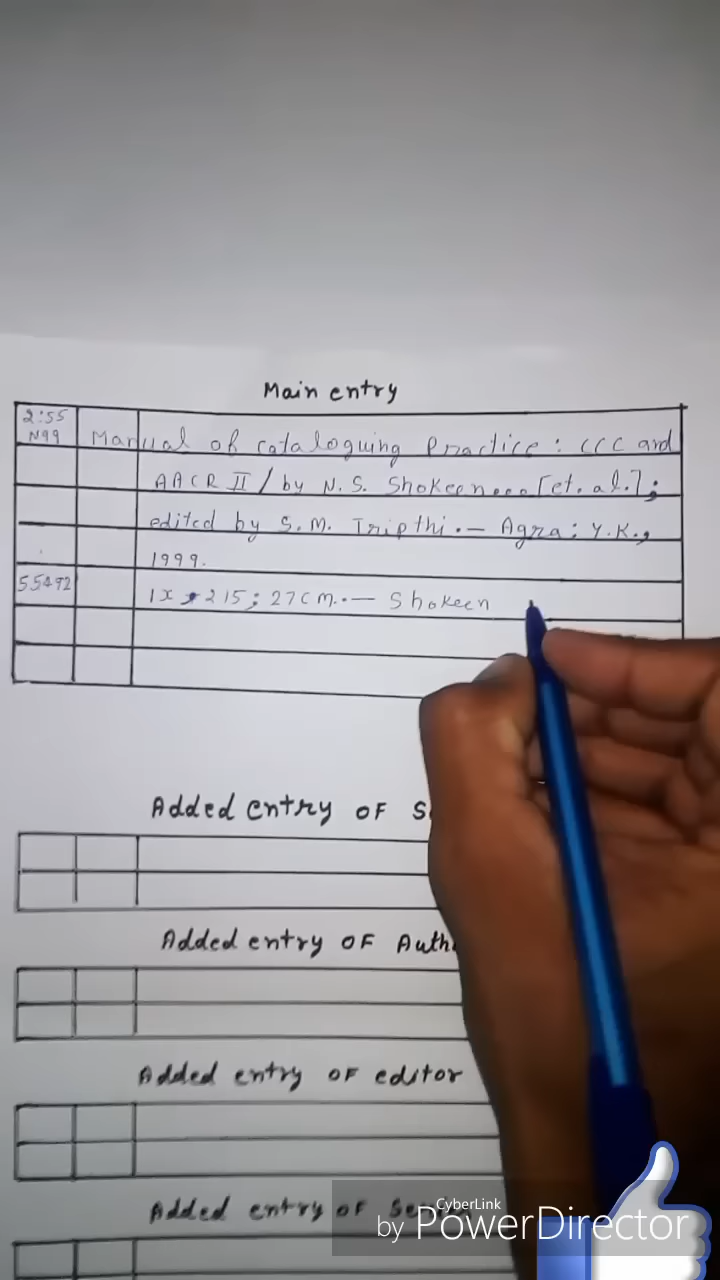 Main entry
2:55
N99
Manual of cataloguing Practice : CCC and
AACR II / by N. S. Shokeen... [et. al.];
edited by S. M. Tripthi. — Agra : Y.K.,
1999.
55492
1x, 215 ; 27cm. — Shokeen
Added entry OF S
Added entry OF Auth
Added entry OF editor
Added entry OF Series
CyberLink
by PowerDirector